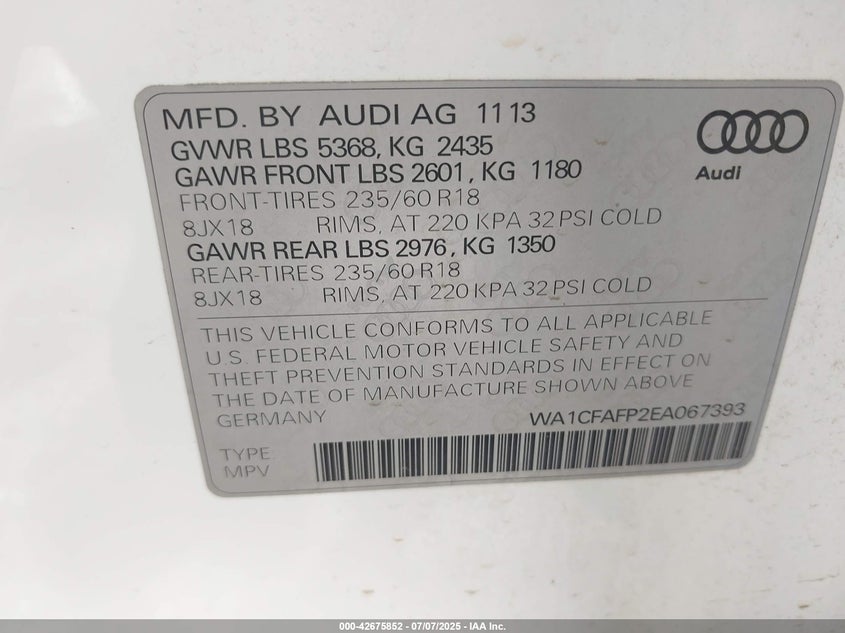 MFD. BY AUDI AG 11 13
GVWR LBS 5368, KG 2435
GAWR FRONT LBS 2601, KG 1180
FRONT-TIRES 235/60 R18
8JX18 RIMS, AT 220 KPA 32 PSI COLD
GAWR REAR LBS 2976, KG 1350
REAR-TIRES 235/60 R18
8JX18 RIMS, AT 220 KPA 32 PSI COLD
Audi
THIS VEHICLE CONFORMS TO ALL APPLICABLE
U.S. FEDERAL MOTOR VEHICLE SAFETY AND
THEFT PREVENTION STANDARDS IN EFFECT ON
THE DATE OF MANUFACTURE SHOWN ABOVE
GERMANY WA1CFAFP2EA067393
TYPE:
MPV
000-42675852 - 07/07/2025 - IAA Inc.